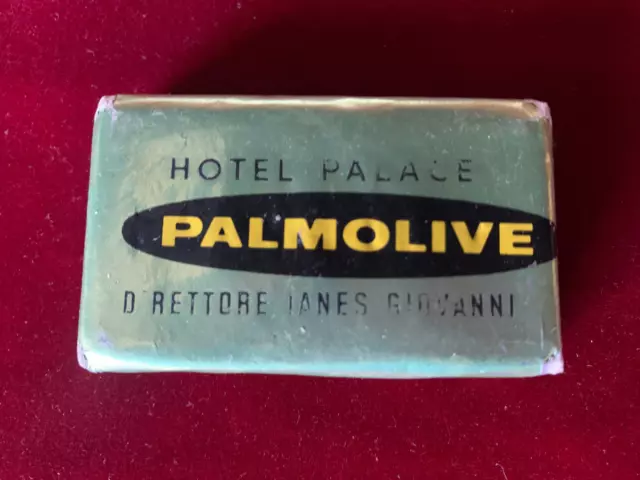 HOTEL PALACE
PALMOLIVE
DIRETTORE IANES GIOVANNI